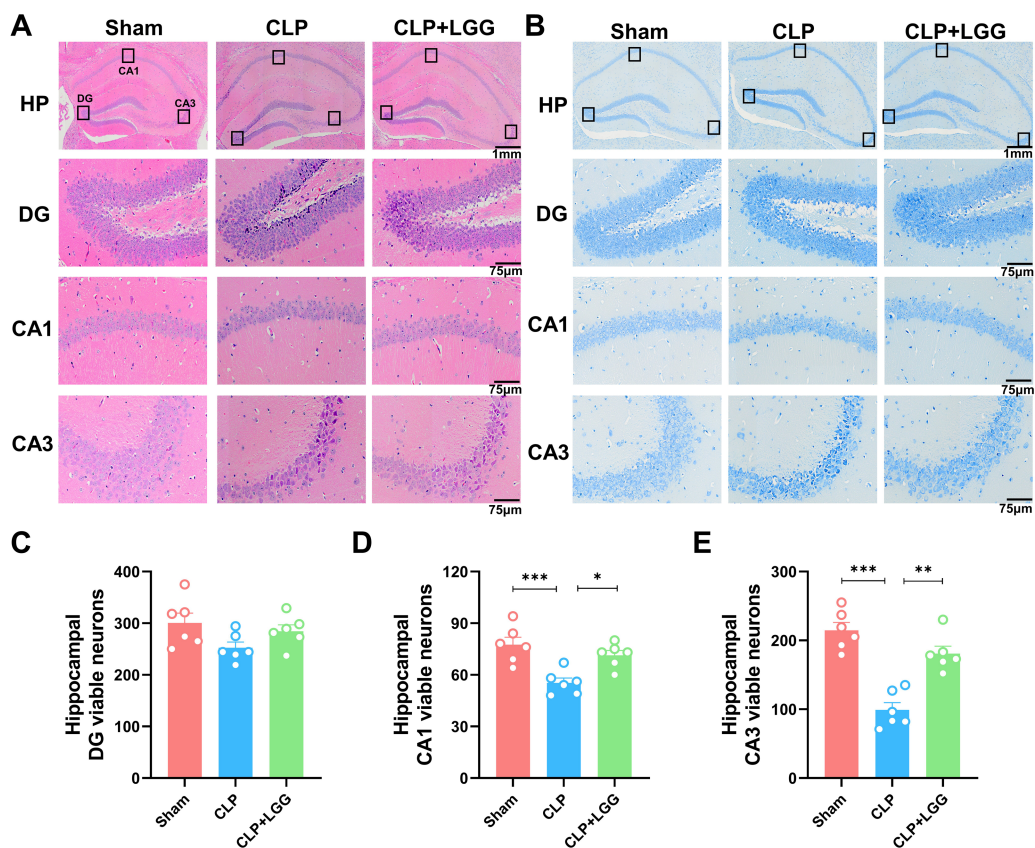 A
Sham
CLP
CLP+LGG
HP
CA1
DG
CA3
1mm
DG
75μm
CA1
75μm
CA3
75μm
B
Sham
CLP
CLP+LGG
HP
1mm
DG
75μm
CA1
75μm
CA3
75μm
C
Hippocampal
DG viable neurons
400
300
200
100
0
Sham
CLP
CLP+LGG
D
Hippocampal
CA1 viable neurons
120
90
60
30
0
***
*
Sham
CLP
CLP+LGG
E
Hippocampal
CA3 viable neurons
300
200
100
0
***
**
Sham
CLP
CLP+LGG